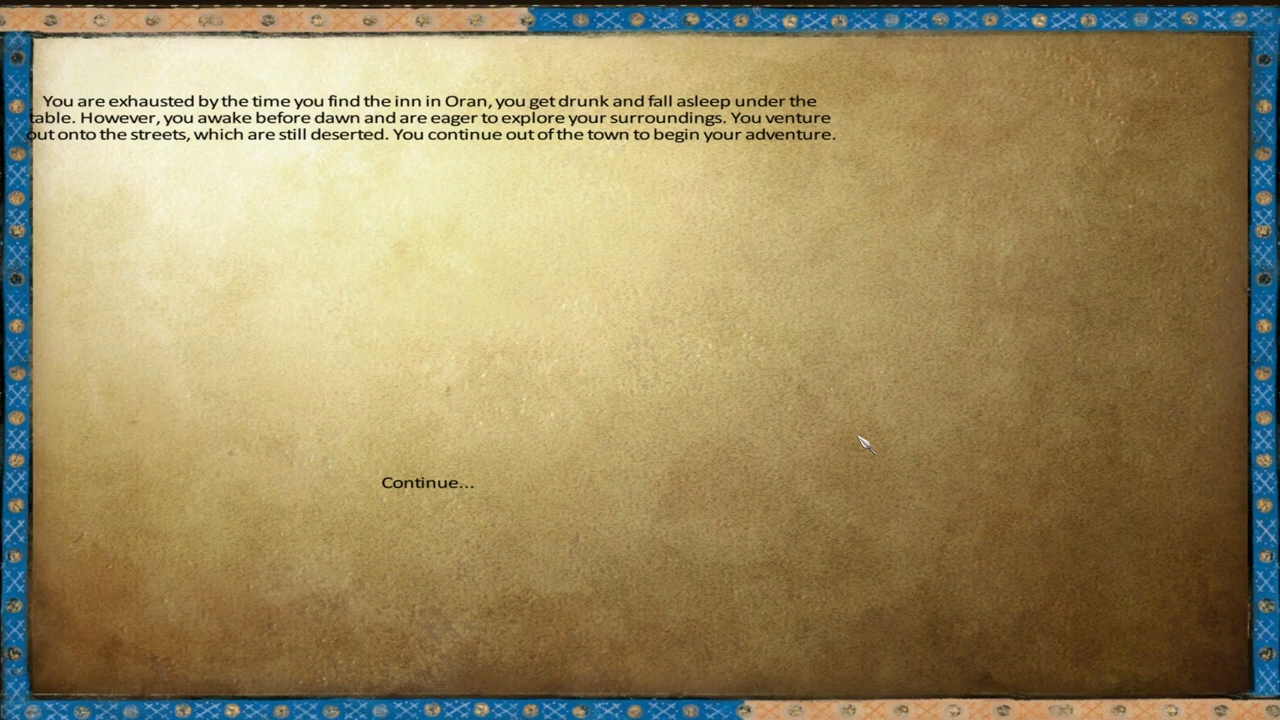 You are exhausted by the time you find the inn in Oran, you get drunk and fall asleep under the
table. However, you awake before dawn and are eager to explore your surroundings. You venture
out onto the streets, which are still deserted. You continue out of the town to begin your adventure.
Continue...